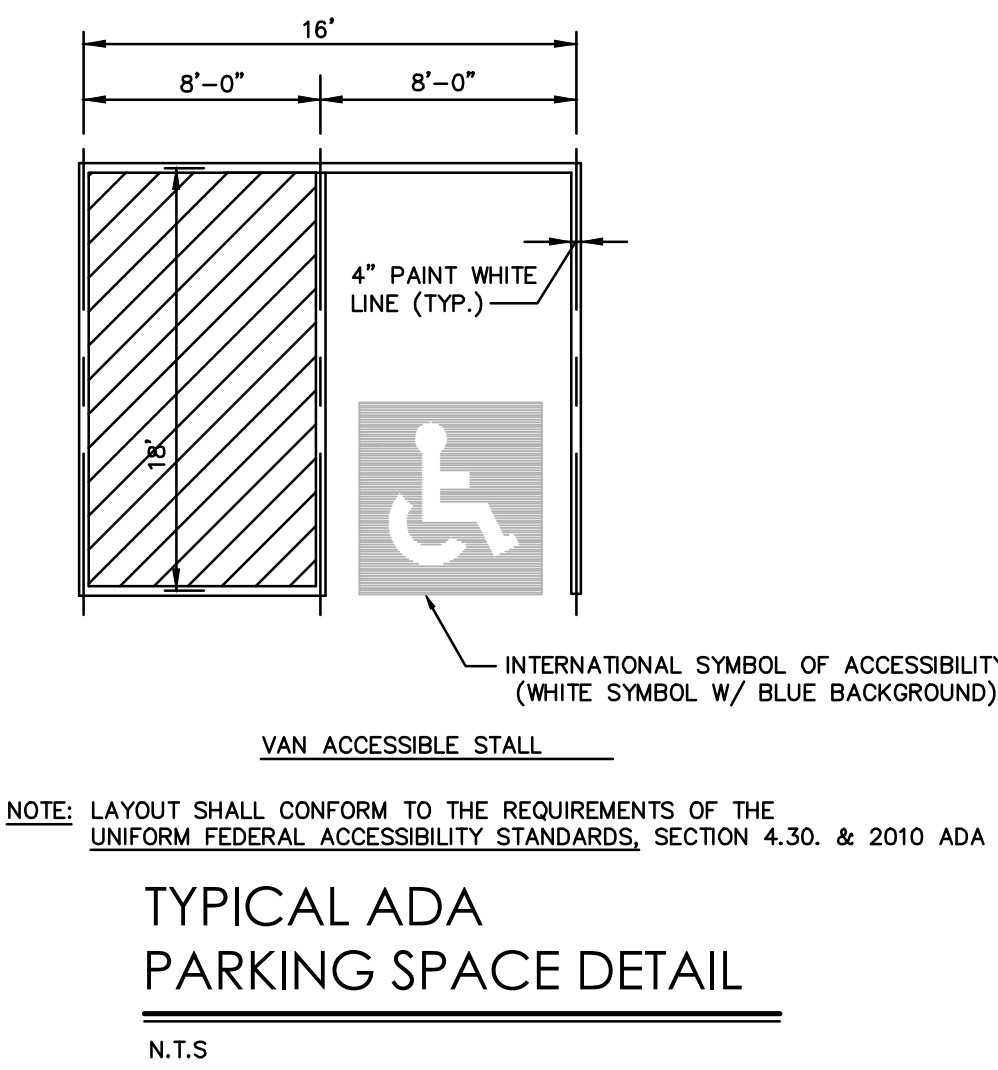 16'
8'-0"
8'-0"
4" PAINT WHITE
LINE (TYP.)
18'
INTERNATIONAL SYMBOL OF ACCESSIBILITY
(WHITE SYMBOL W/ BLUE BACKGROUND)
VAN ACCESSIBLE STALL
NOTE: LAYOUT SHALL CONFORM TO THE REQUIREMENTS OF THE
UNIFORM FEDERAL ACCESSIBILITY STANDARDS, SECTION 4.30. & 2010 ADA
TYPICAL ADA
PARKING SPACE DETAIL
N.T.S